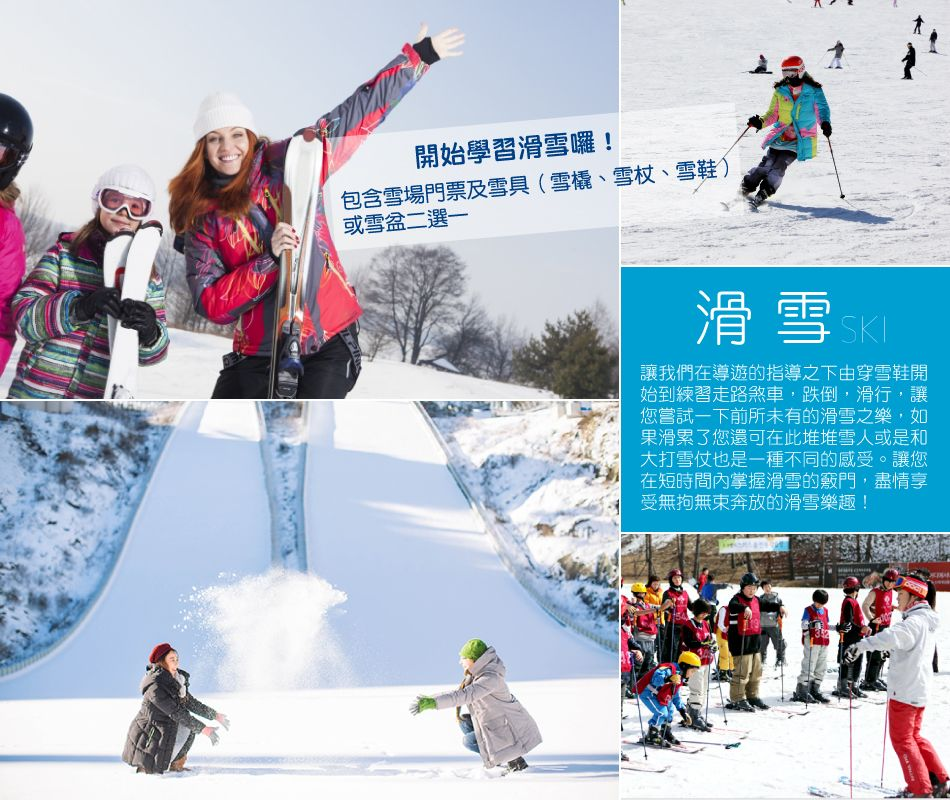 開始學習滑雪囉！
包含雪場門票及雪具（雪橇、雪杖、雪鞋）
或雪盆二選一
滑 雪 SKI
讓我們在導遊的指導之下由穿雪鞋開
始到練習走路煞車，跌倒，滑行，讓
您嘗試一下前所未有的滑雪之樂，如
果滑累了您還可在此堆堆雪人或是和
大打雪仗也是一種不同的感受。讓您
在短時間內掌握滑雪的竅門，盡情享
受無拘無束奔放的滑雪樂趣！